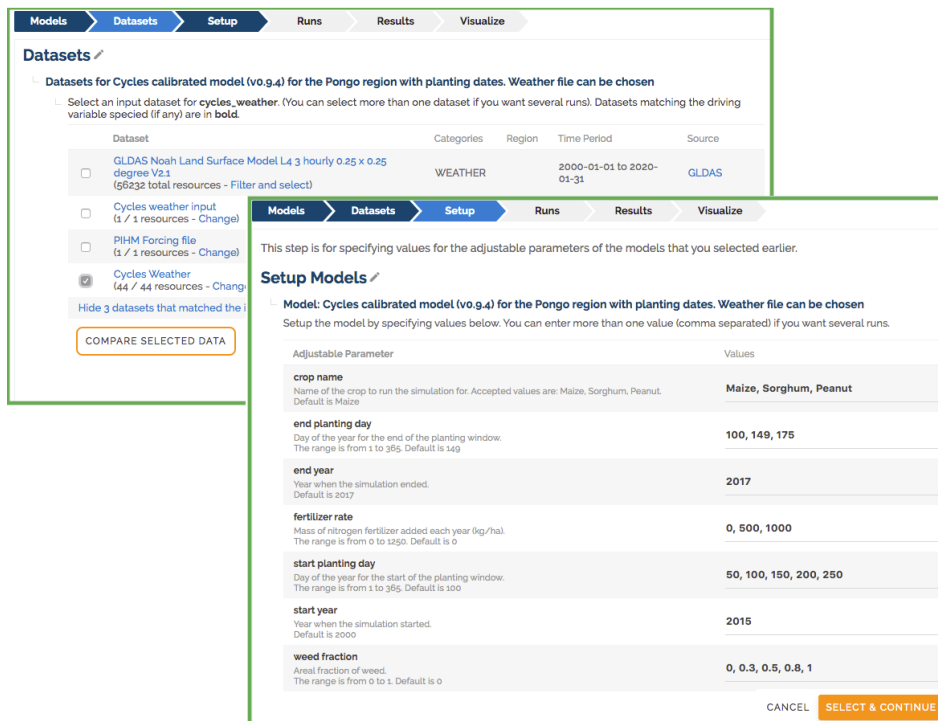 Models Datasets Setup Runs Results Visualize
Datasets
Datasets for Cycles calibrated model (v0.9.4) for the Pongo region with planting dates. Weather file can be chosen
Select an input dataset for cycles_weather. (You can select more than one dataset if you want several runs). Datasets matching the driving
variable specied (if any) are in bold.
Dataset Categories Region Time Period Source
GLDAS Noah Land Surface Model L4 3 hourly 0.25 x 0.25
degree V2.1
(56232 total resources - Filter and select)
WEATHER
2000-01-01 to 2020-
01-31
GLDAS
Cycles weather input
(1 / 1 resources - Change)
PIHM Forcing file
(1 / 1 resources - Change)
Cycles Weather
(44 / 44 resources - Chang
Hide 3 datasets that matched the i
COMPARE SELECTED DATA
Models Datasets Setup Runs Results Visualize
This step is for specifying values for the adjustable parameters of the models that you selected earlier.
Setup Models
Model: Cycles calibrated model (v0.9.4) for the Pongo region with planting dates. Weather file can be chosen
Setup the model by specifying values below. You can enter more than one value (comma separated) if you want several runs.
Adjustable Parameter Values
crop name
Name of the crop to run the simulation for. Accepted values are: Maize, Sorghum, Peanut.
Default is Maize
Maize, Sorghum, Peanut
end planting day
Day of the year for the end of the planting window.
The range is from 1 to 365. Default is 149
100, 149, 175
end year
Year when the simulation ended.
Default is 2017
2017
fertilizer rate
Mass of nitrogen fertilizer added each year (kg/ha).
The range is from 0 to 1250. Default is 0
0, 500, 1000
start planting day
Day of the year for the start of the planting window.
The range is from 1 to 365. Default is 100
50, 100, 150, 200, 250
start year
Year when the simulation started.
Default is 2000
2015
weed fraction
Areal fraction of weed.
The range is from 0 to 1. Default is 0
0, 0.3, 0.5, 0.8, 1
CANCEL SELECT & CONTINUE